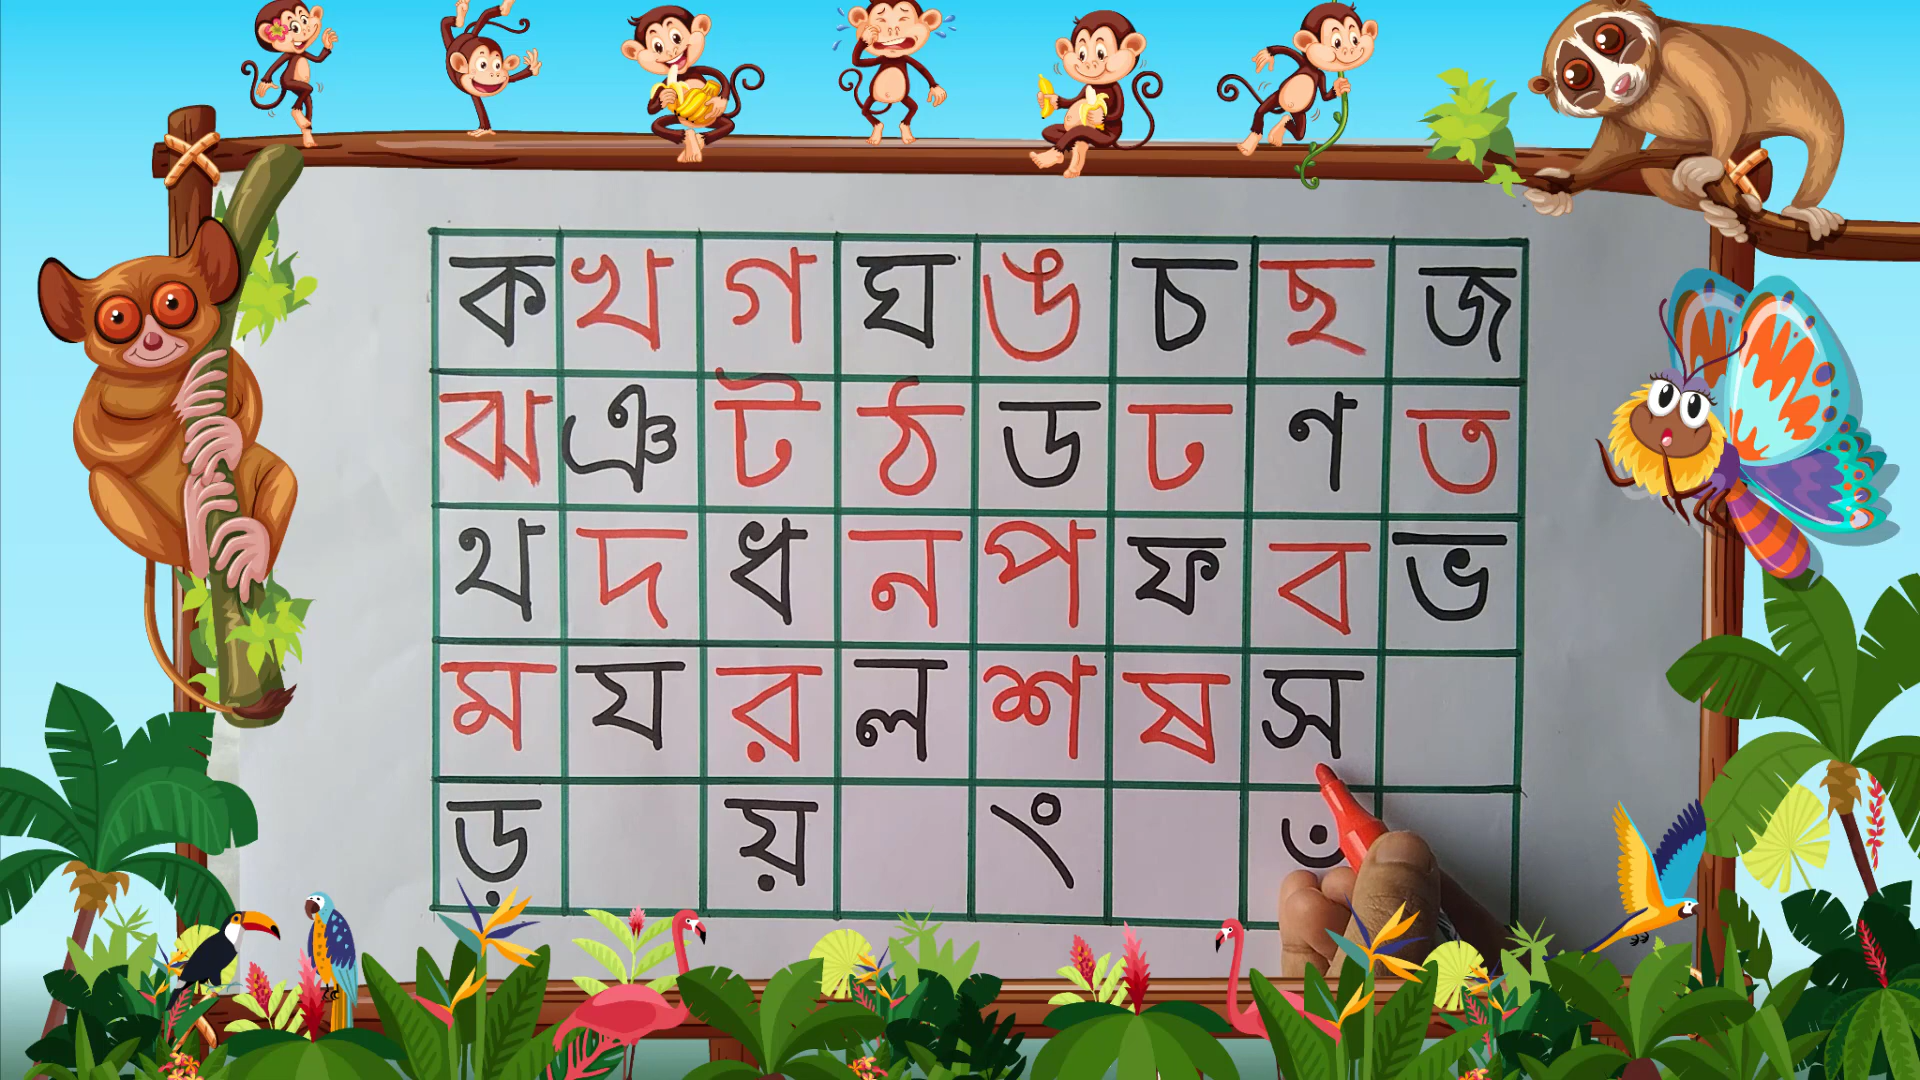 ক খ গ ঘ ঙ চ ছ জ
ঝ ঞ ট ঠ ড ঢ ণ ত
থ দ ধ ন প ফ ব ভ
ম য র ল শ ষ স
ড় য় ং